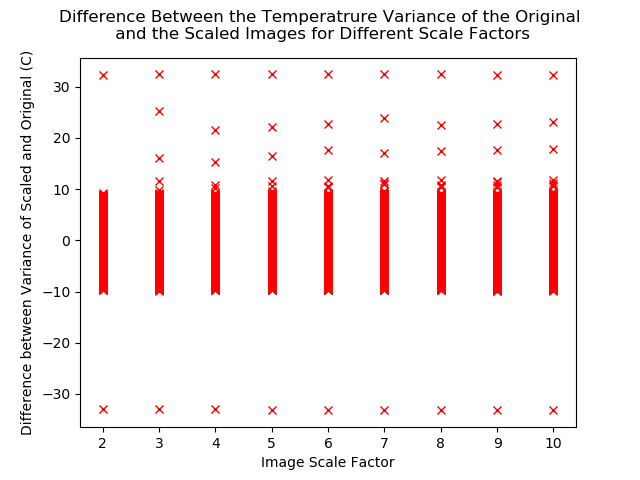 Difference Between the Temperatrure Variance of the Original
and the Scaled Images for Different Scale Factors
Difference between Variance of Scaled and Original (C)
30
20
10
0
−10
−20
−30
2 3 4 5 6 7 8 9 10
Image Scale Factor